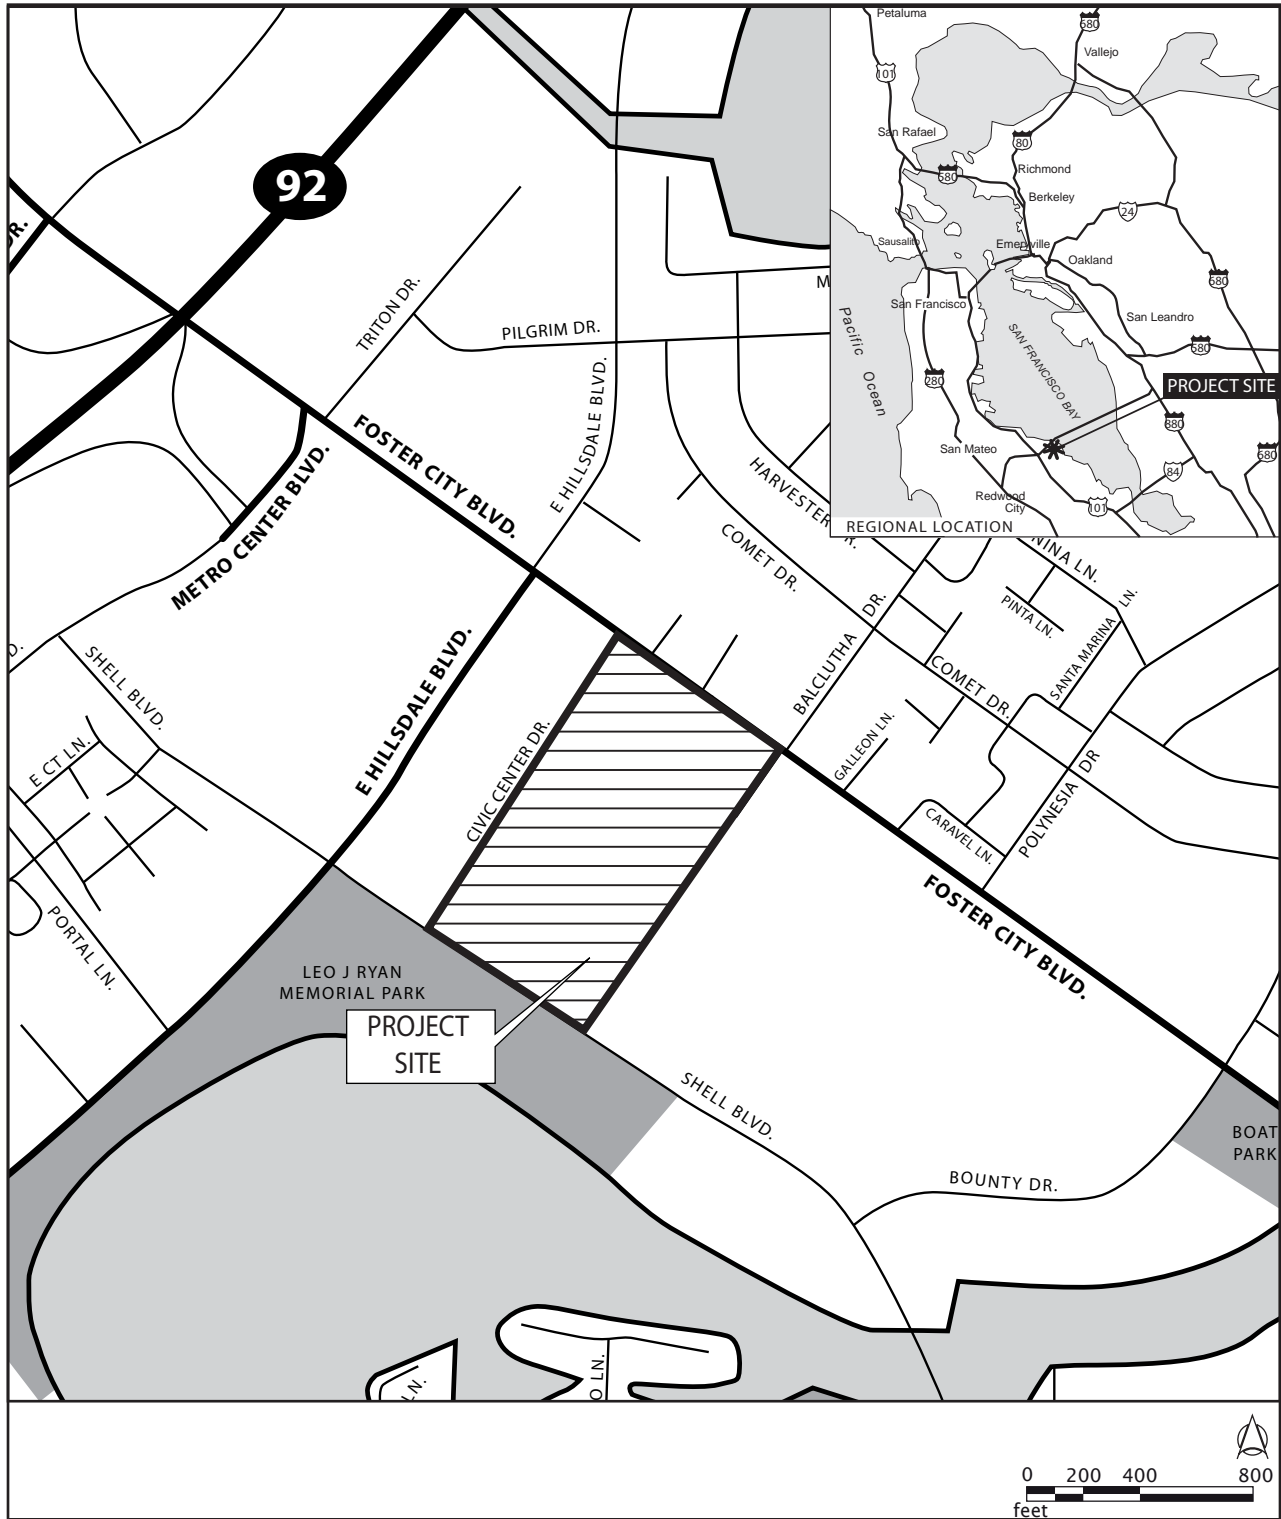 Petaluma
680
Vallejo
101
San Rafael
80
Richmond
580
Berkeley
24
Sausalito
Emeryville
Oakland
680
San Francisco
San Leandro
580
Pacific Ocean
SAN FRANCISCO BAY
280
PROJECT SITE
880
San Mateo
680
84
Redwood
City
101
REGIONAL LOCATION
92
DR.
TRITON DR.
PILGRIM DR.
M
E HILLSDALE BLVD.
FOSTER CITY BLVD.
METRO CENTER BLVD.
HARVESTER DR.
COMET DR.
NINA LN.
PINTA LN.
SANTA MARINA LN.
BALCLUTHA DR.
COMET DR.
D.
SHELL BLVD.
E HILLSDALE BLVD.
CIVIC CENTER DR.
GALLEON LN.
E CT LN.
POLYNESIA DR
CARAVEL LN.
FOSTER CITY BLVD.
PORTAL LN.
LEO J RYAN
MEMORIAL PARK
PROJECT
SITE
SHELL BLVD.
BOAT
PARK
BOUNTY DR.
LN.
O LN.
0 200 400 800
feet